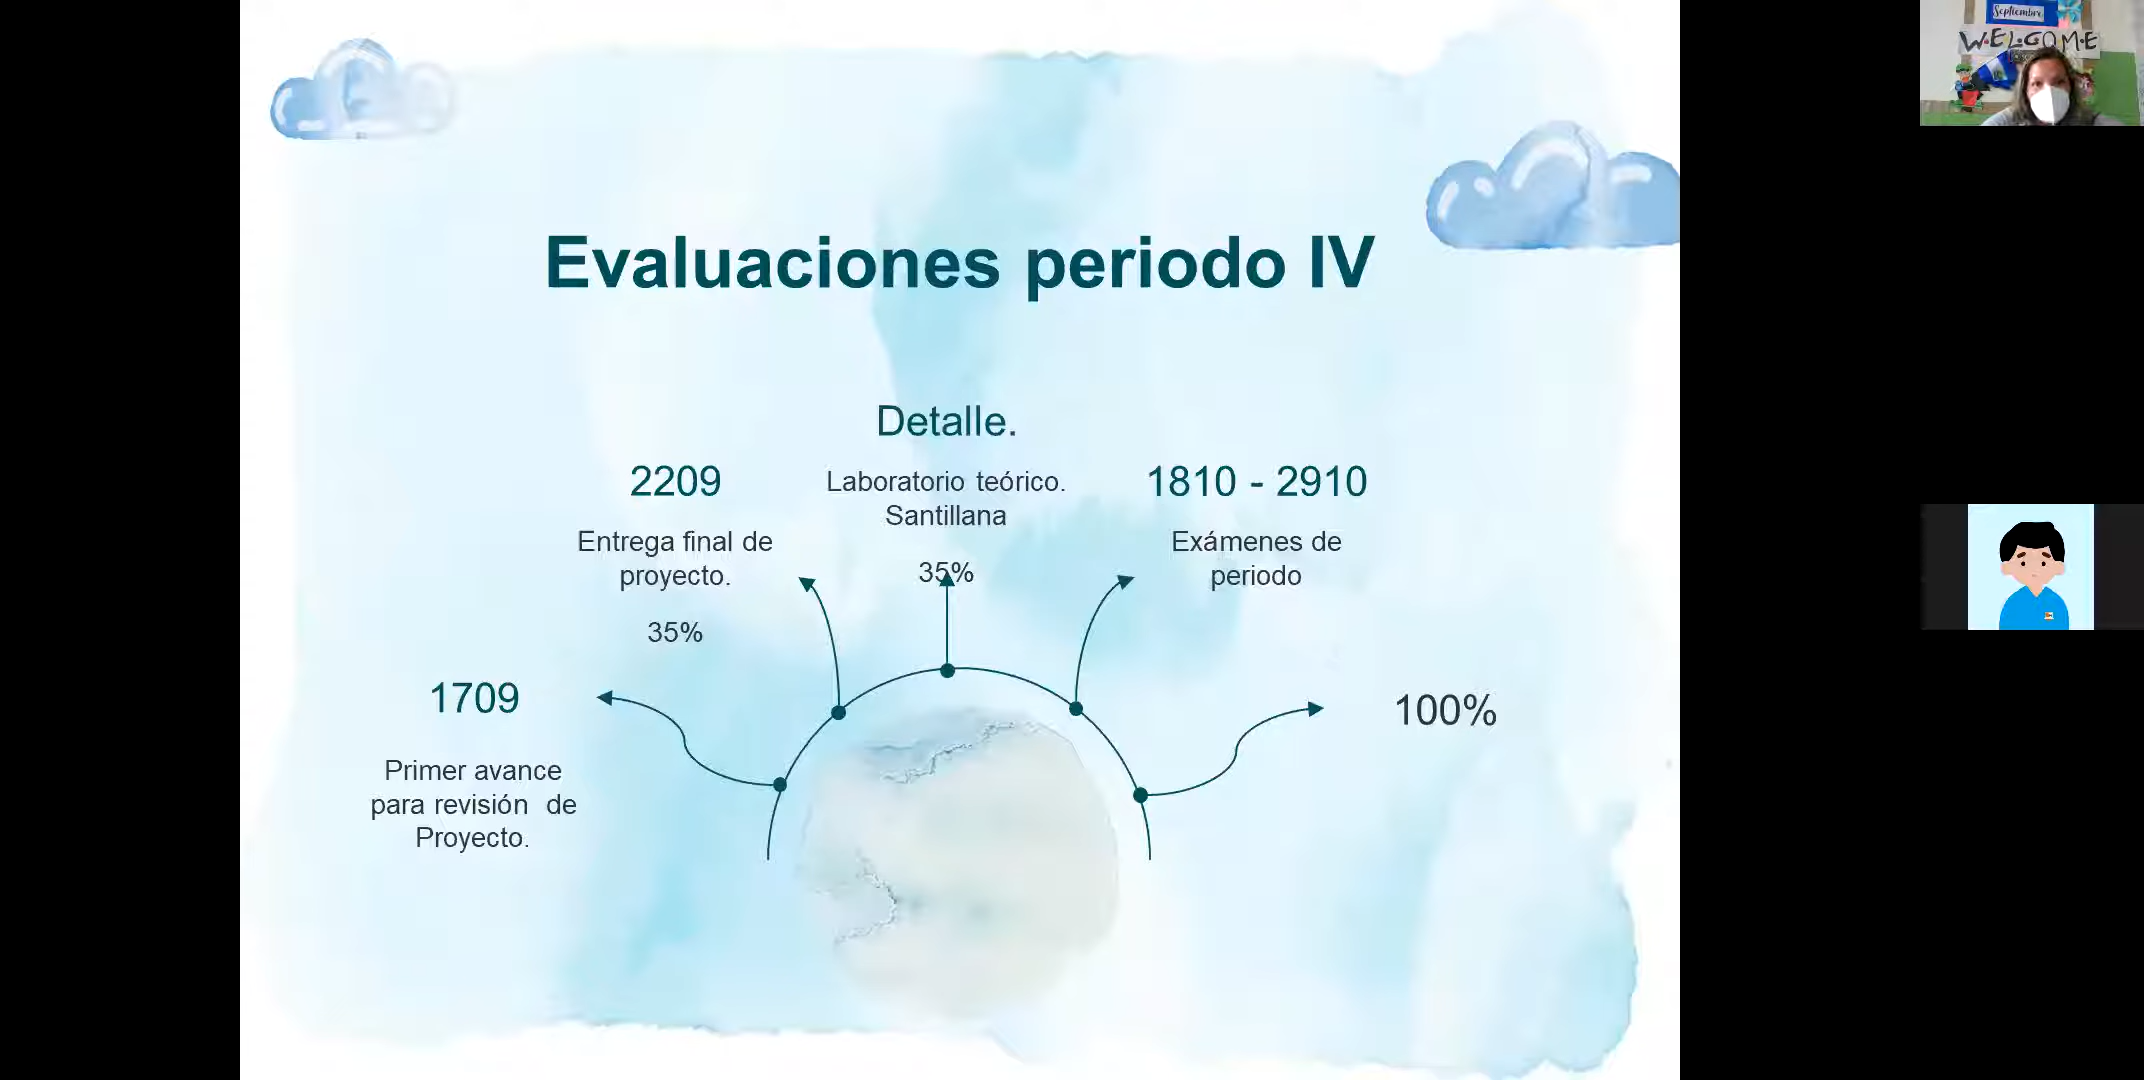 Evaluaciones periodo IV
1709
Primer avance
para revisión de
Proyecto.
2209
Entrega final de
proyecto.
35%
Detalle.
Laboratorio teórico.
Santillana
35%
1810 - 2910
Exámenes de
periodo
100%
Septiembre
WELCOME